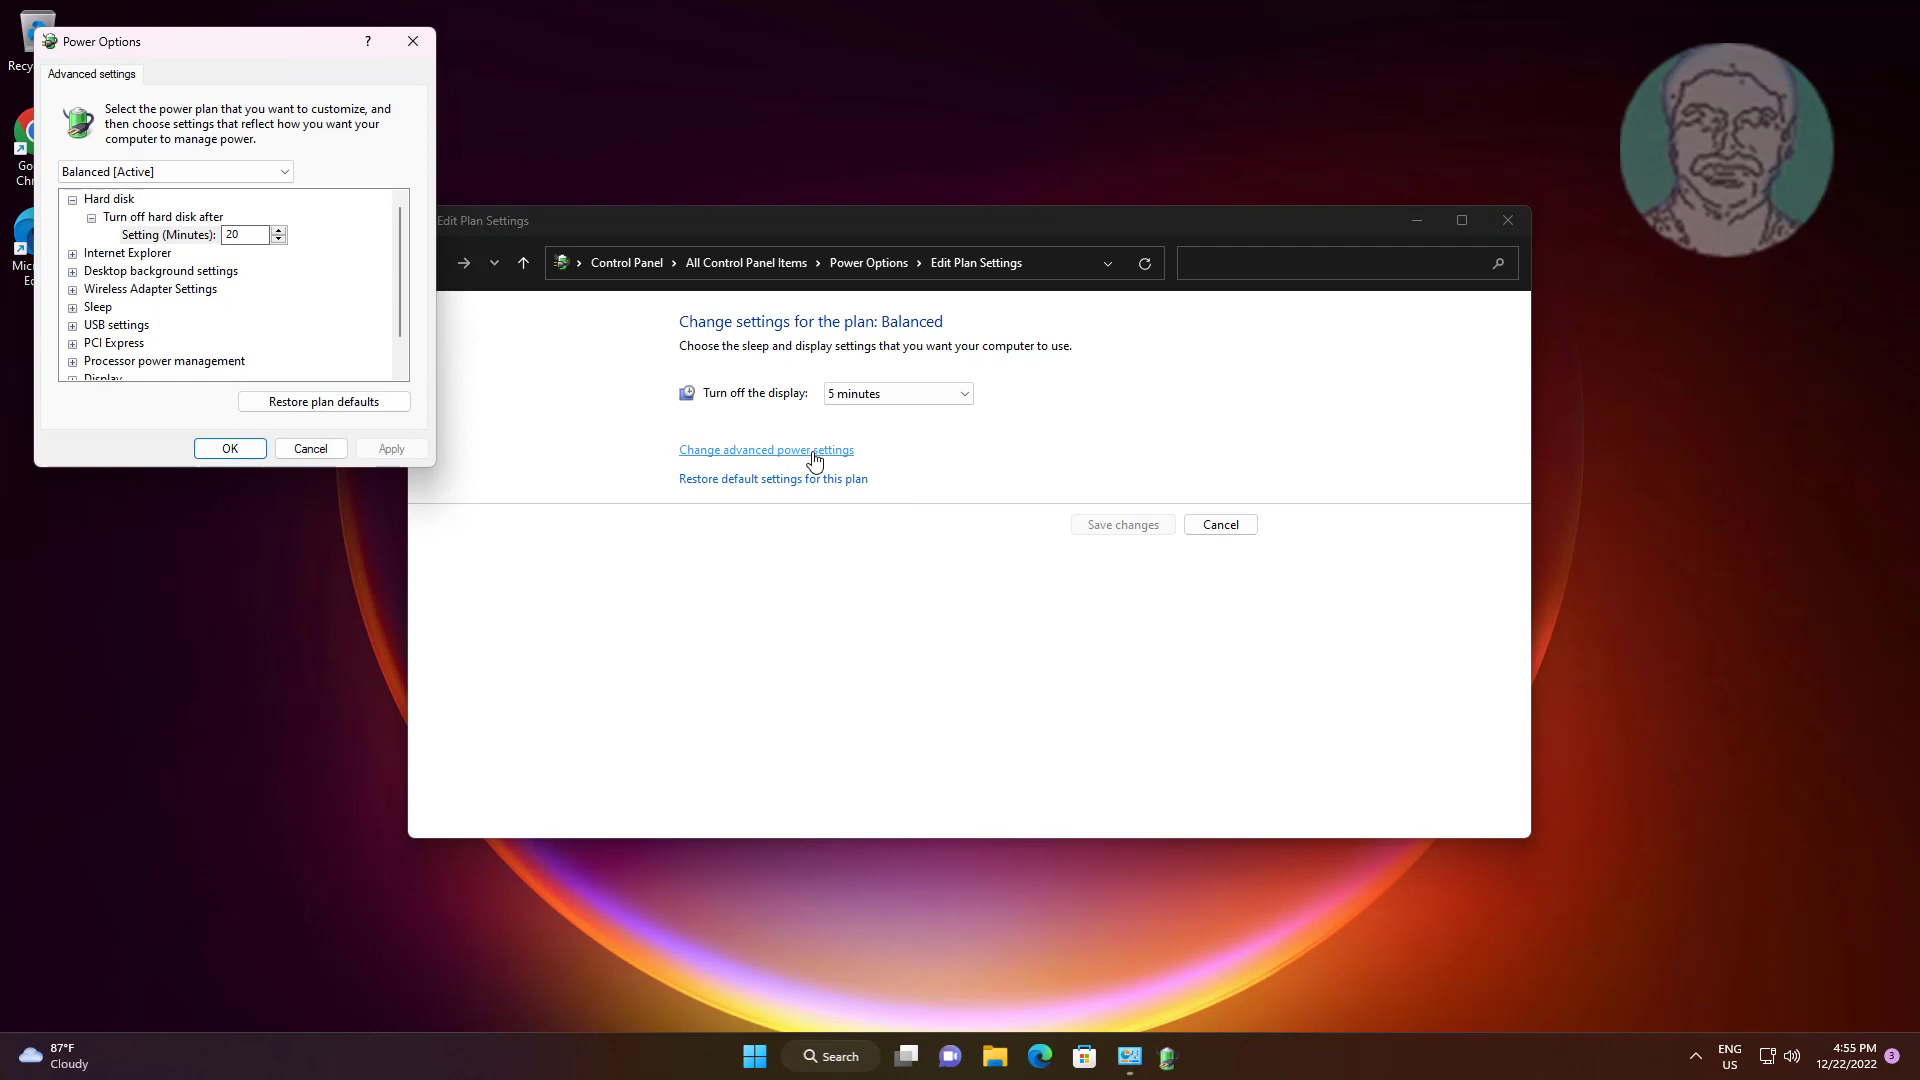 Recy
Go
Chr
Micr
Ed
Power Options
?
Advanced settings
Select the power plan that you want to customize, and
then choose settings that reflect how you want your
computer to manage power.
Balanced [Active]
Hard disk
Turn off hard disk after
Setting (Minutes): 20
Internet Explorer
Desktop background settings
Wireless Adapter Settings
Sleep
USB settings
PCI Express
Processor power management
Display
Restore plan defaults
OK
Cancel
Apply
Edit Plan Settings
Control Panel > All Control Panel Items > Power Options > Edit Plan Settings
Change settings for the plan: Balanced
Choose the sleep and display settings that you want your computer to use.
Turn off the display: 5 minutes
Change advanced power settings
Restore default settings for this plan
Save changes
Cancel
87°F
Cloudy
Search
ENG
US
4:55 PM
12/22/2022
3